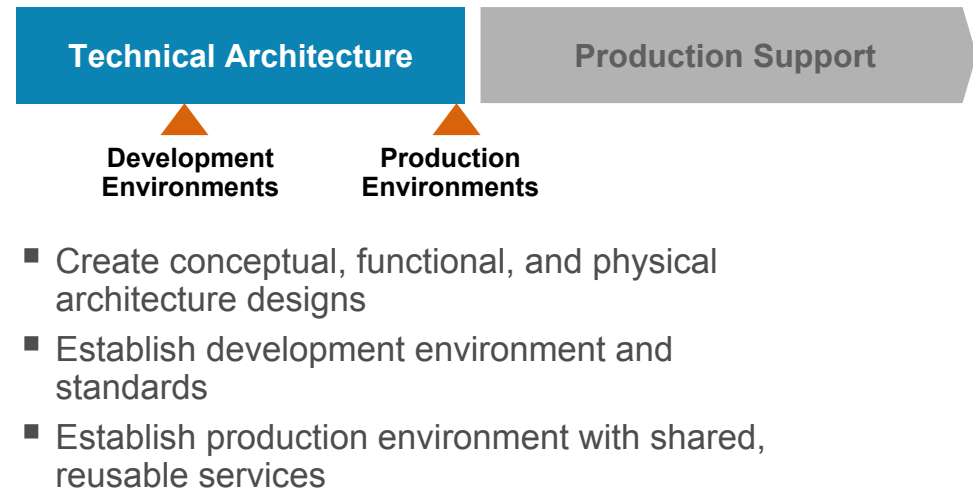 Technical Architecture
Production Support
Development
Environments
Production
Environments
▪ Create conceptual, functional, and physical
architecture designs
▪ Establish development environment and
standards
▪ Establish production environment with shared,
reusable services